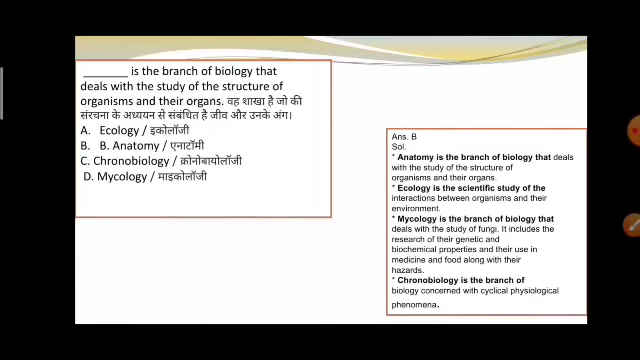 _______ is the branch of biology that
deals with the study of the structure of
organisms and their organs. वह शाखा है जो की
संरचना के अध्ययन से संबंधित है जीव और उनके अंग।
A. Ecology / इकोलॉजी
B. B. Anatomy / एनाटॉमी
C. Chronobiology / क्रोनोबायोलॉजी
D. Mycology / माइकोलॉजी
Ans. B
Sol.
* Anatomy is the branch of biology that deals
with the study of the structure of
organisms and their organs.
* Ecology is the scientific study of the
interactions between organisms and their
environment.
* Mycology is the branch of biology that
deals with the study of fungi. It includes the
research of their genetic and
biochemical properties and their use in
medicine and food along with their
hazards.
* Chronobiology is the branch of
biology concerned with cyclical physiological
phenomena.